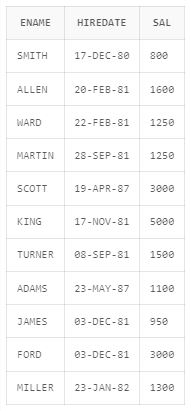 ENAME HIREDATE SAL
SMITH 17-DEC-80 800
ALLEN 20-FEB-81 1600
WARD 22-FEB-81 1250
MARTIN 28-SEP-81 1250
SCOTT 19-APR-87 3000
KING 17-NOV-81 5000
TURNER 08-SEP-81 1500
ADAMS 23-MAY-87 1100
JAMES 03-DEC-81 950
FORD 03-DEC-81 3000
MILLER 23-JAN-82 1300